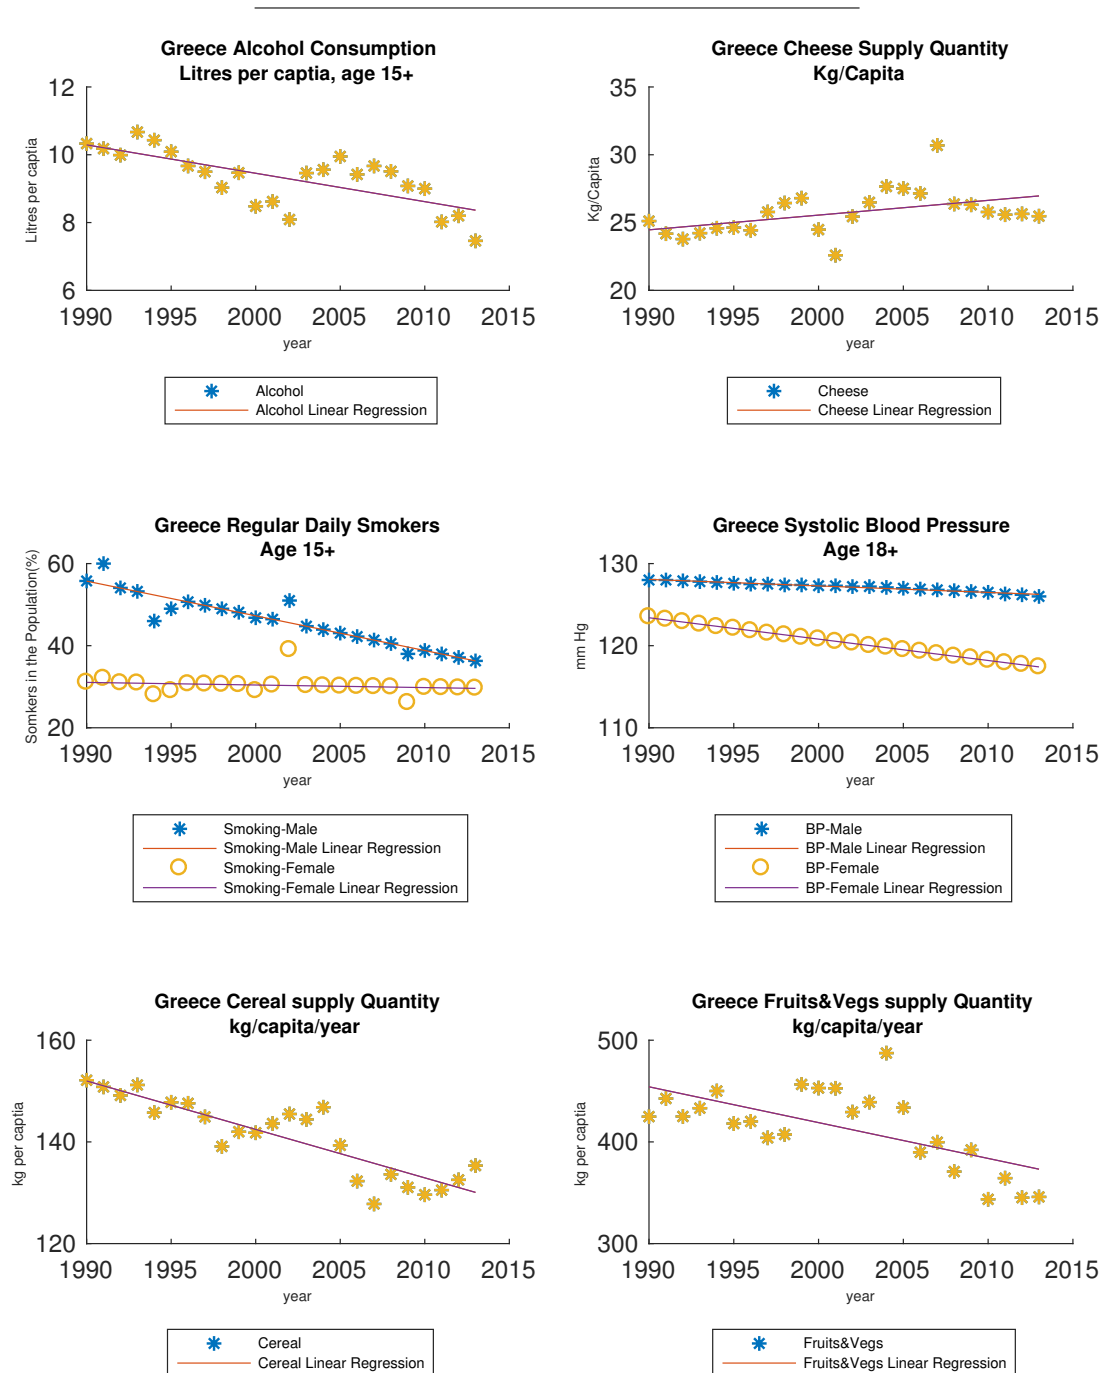 Greece Alcohol Consumption
Litres per captia, age 15+
12
10
8
6
Litres per captia
1990 1995 2000 2005 2010 2015
year
Alcohol
Alcohol Linear Regression
Greece Cheese Supply Quantity
Kg/Capita
35
30
25
20
Kg/Capita
1990 1995 2000 2005 2010 2015
year
Cheese
Cheese Linear Regression
Greece Regular Daily Smokers
Age 15+
60
40
20
Somkers in the Population(%)
1990 1995 2000 2005 2010 2015
year
Smoking-Male
Smoking-Male Linear Regression
Smoking-Female
Smoking-Female Linear Regression
Greece Systolic Blood Pressure
Age 18+
130
120
110
mm Hg
1990 1995 2000 2005 2010 2015
year
BP-Male
BP-Male Linear Regression
BP-Female
BP-Female Linear Regression
Greece Cereal supply Quantity
kg/capita/year
160
140
120
kg per captia
1990 1995 2000 2005 2010 2015
year
Cereal
Cereal Linear Regression
Greece Fruits&Vegs supply Quantity
kg/capita/year
500
400
300
kg per captia
1990 1995 2000 2005 2010 2015
year
Fruits&Vegs
Fruits&Vegs Linear Regression